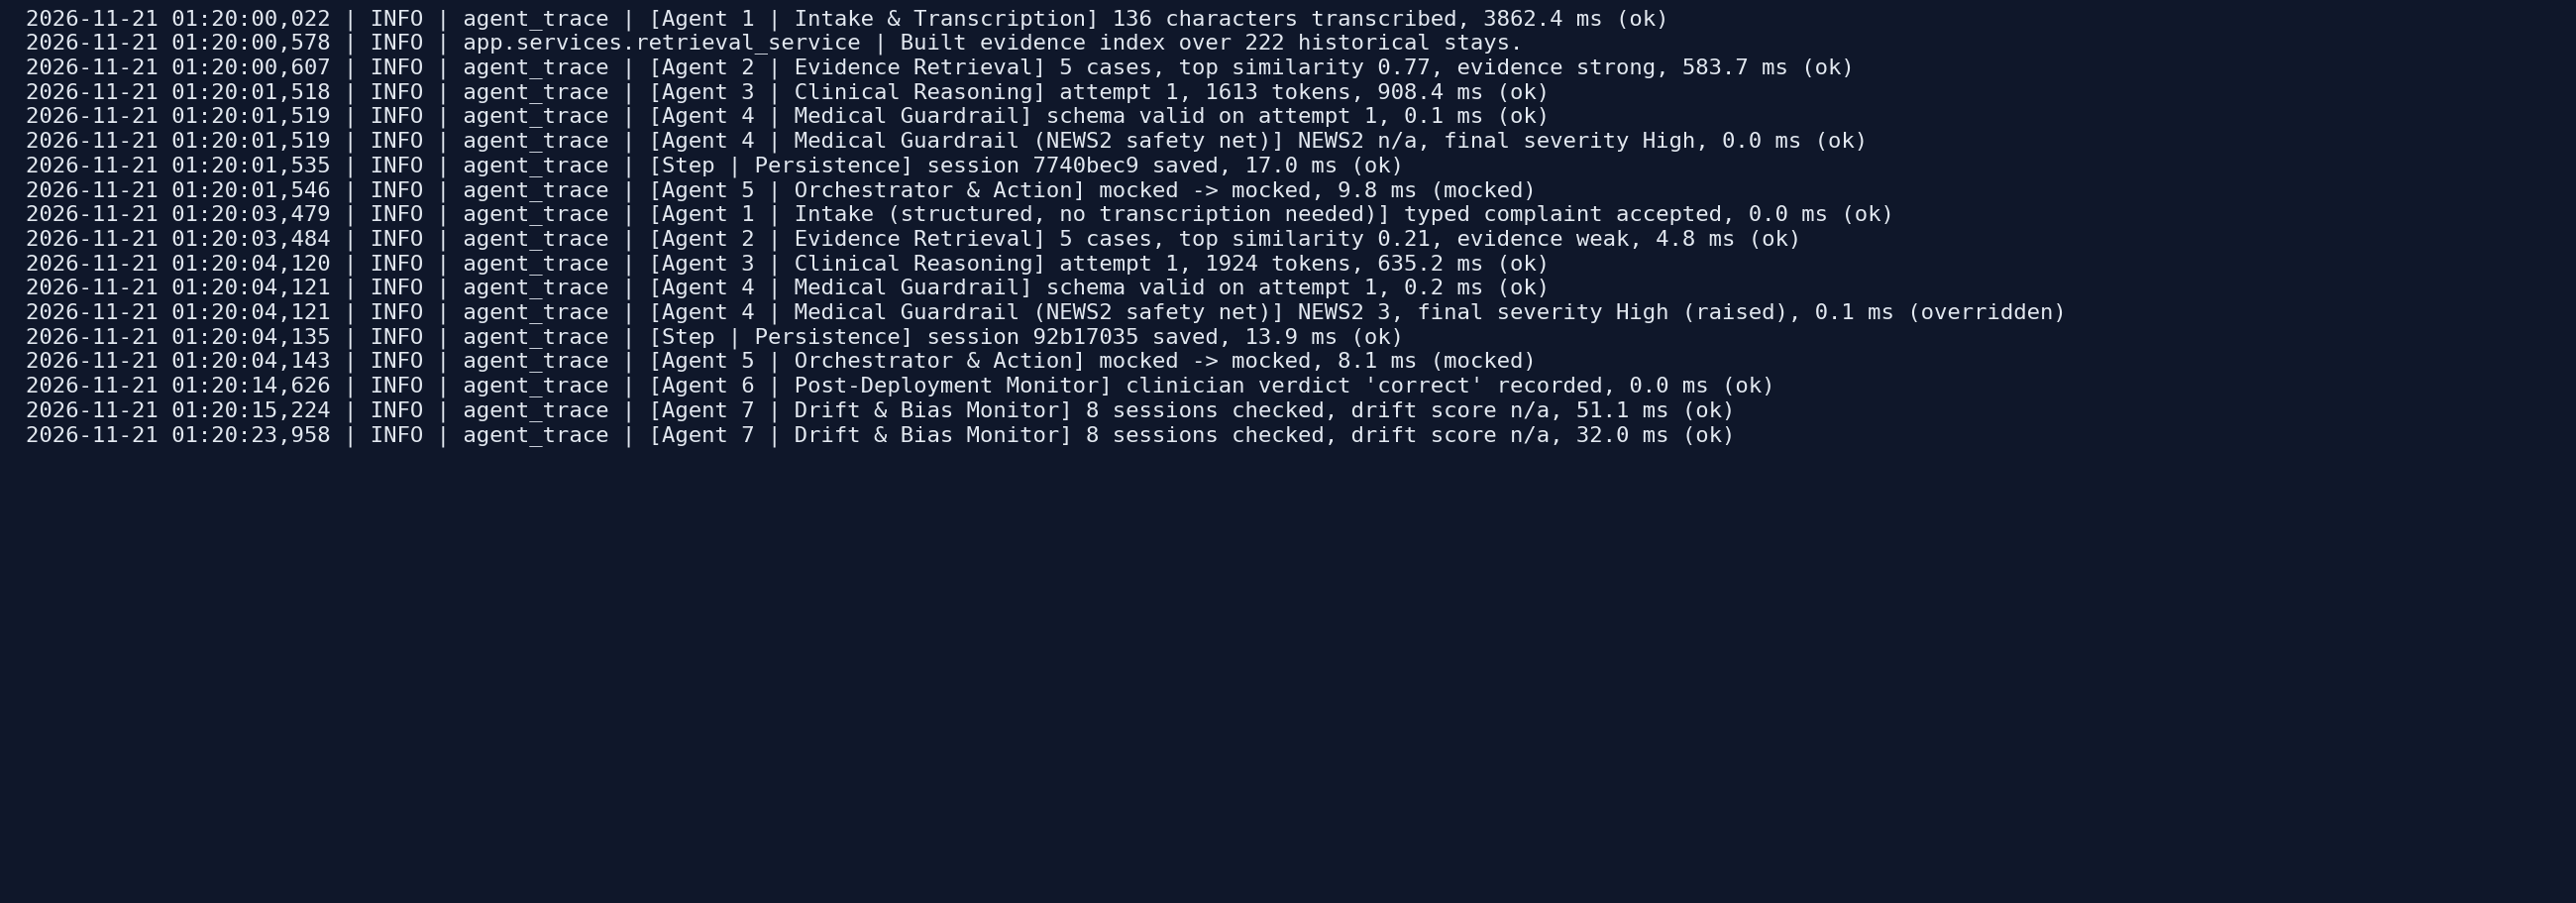 2026-11-21 01:20:00,022 | INFO | agent_trace | [Agent 1 | Intake & Transcription] 136 characters transcribed, 3862.4 ms (ok)
2026-11-21 01:20:00,578 | INFO | app.services.retrieval_service | Built evidence index over 222 historical stays.
2026-11-21 01:20:00,607 | INFO | agent_trace | [Agent 2 | Evidence Retrieval] 5 cases, top similarity 0.77, evidence strong, 583.7 ms (ok)
2026-11-21 01:20:01,518 | INFO | agent_trace | [Agent 3 | Clinical Reasoning] attempt 1, 1613 tokens, 908.4 ms (ok)
2026-11-21 01:20:01,519 | INFO | agent_trace | [Agent 4 | Medical Guardrail] schema valid on attempt 1, 0.1 ms (ok)
2026-11-21 01:20:01,519 | INFO | agent_trace | [Agent 4 | Medical Guardrail (NEWS2 safety net)] NEWS2 n/a, final severity High, 0.0 ms (ok)
2026-11-21 01:20:01,535 | INFO | agent_trace | [Step | Persistence] session 7740bec9 saved, 17.0 ms (ok)
2026-11-21 01:20:01,546 | INFO | agent_trace | [Agent 5 | Orchestrator & Action] mocked -> mocked, 9.8 ms (mocked)
2026-11-21 01:20:03,479 | INFO | agent_trace | [Agent 1 | Intake (structured, no transcription needed)] typed complaint accepted, 0.0 ms (ok)
2026-11-21 01:20:03,484 | INFO | agent_trace | [Agent 2 | Evidence Retrieval] 5 cases, top similarity 0.21, evidence weak, 4.8 ms (ok)
2026-11-21 01:20:04,120 | INFO | agent_trace | [Agent 3 | Clinical Reasoning] attempt 1, 1924 tokens, 635.2 ms (ok)
2026-11-21 01:20:04,121 | INFO | agent_trace | [Agent 4 | Medical Guardrail] schema valid on attempt 1, 0.2 ms (ok)
2026-11-21 01:20:04,121 | INFO | agent_trace | [Agent 4 | Medical Guardrail (NEWS2 safety net)] NEWS2 3, final severity High (raised), 0.1 ms (overridden)
2026-11-21 01:20:04,135 | INFO | agent_trace | [Step | Persistence] session 92b17035 saved, 13.9 ms (ok)
2026-11-21 01:20:04,143 | INFO | agent_trace | [Agent 5 | Orchestrator & Action] mocked -> mocked, 8.1 ms (mocked)
2026-11-21 01:20:14,626 | INFO | agent_trace | [Agent 6 | Post-Deployment Monitor] clinician verdict 'correct' recorded, 0.0 ms (ok)
2026-11-21 01:20:15,224 | INFO | agent_trace | [Agent 7 | Drift & Bias Monitor] 8 sessions checked, drift score n/a, 51.1 ms (ok)
2026-11-21 01:20:23,958 | INFO | agent_trace | [Agent 7 | Drift & Bias Monitor] 8 sessions checked, drift score n/a, 32.0 ms (ok)